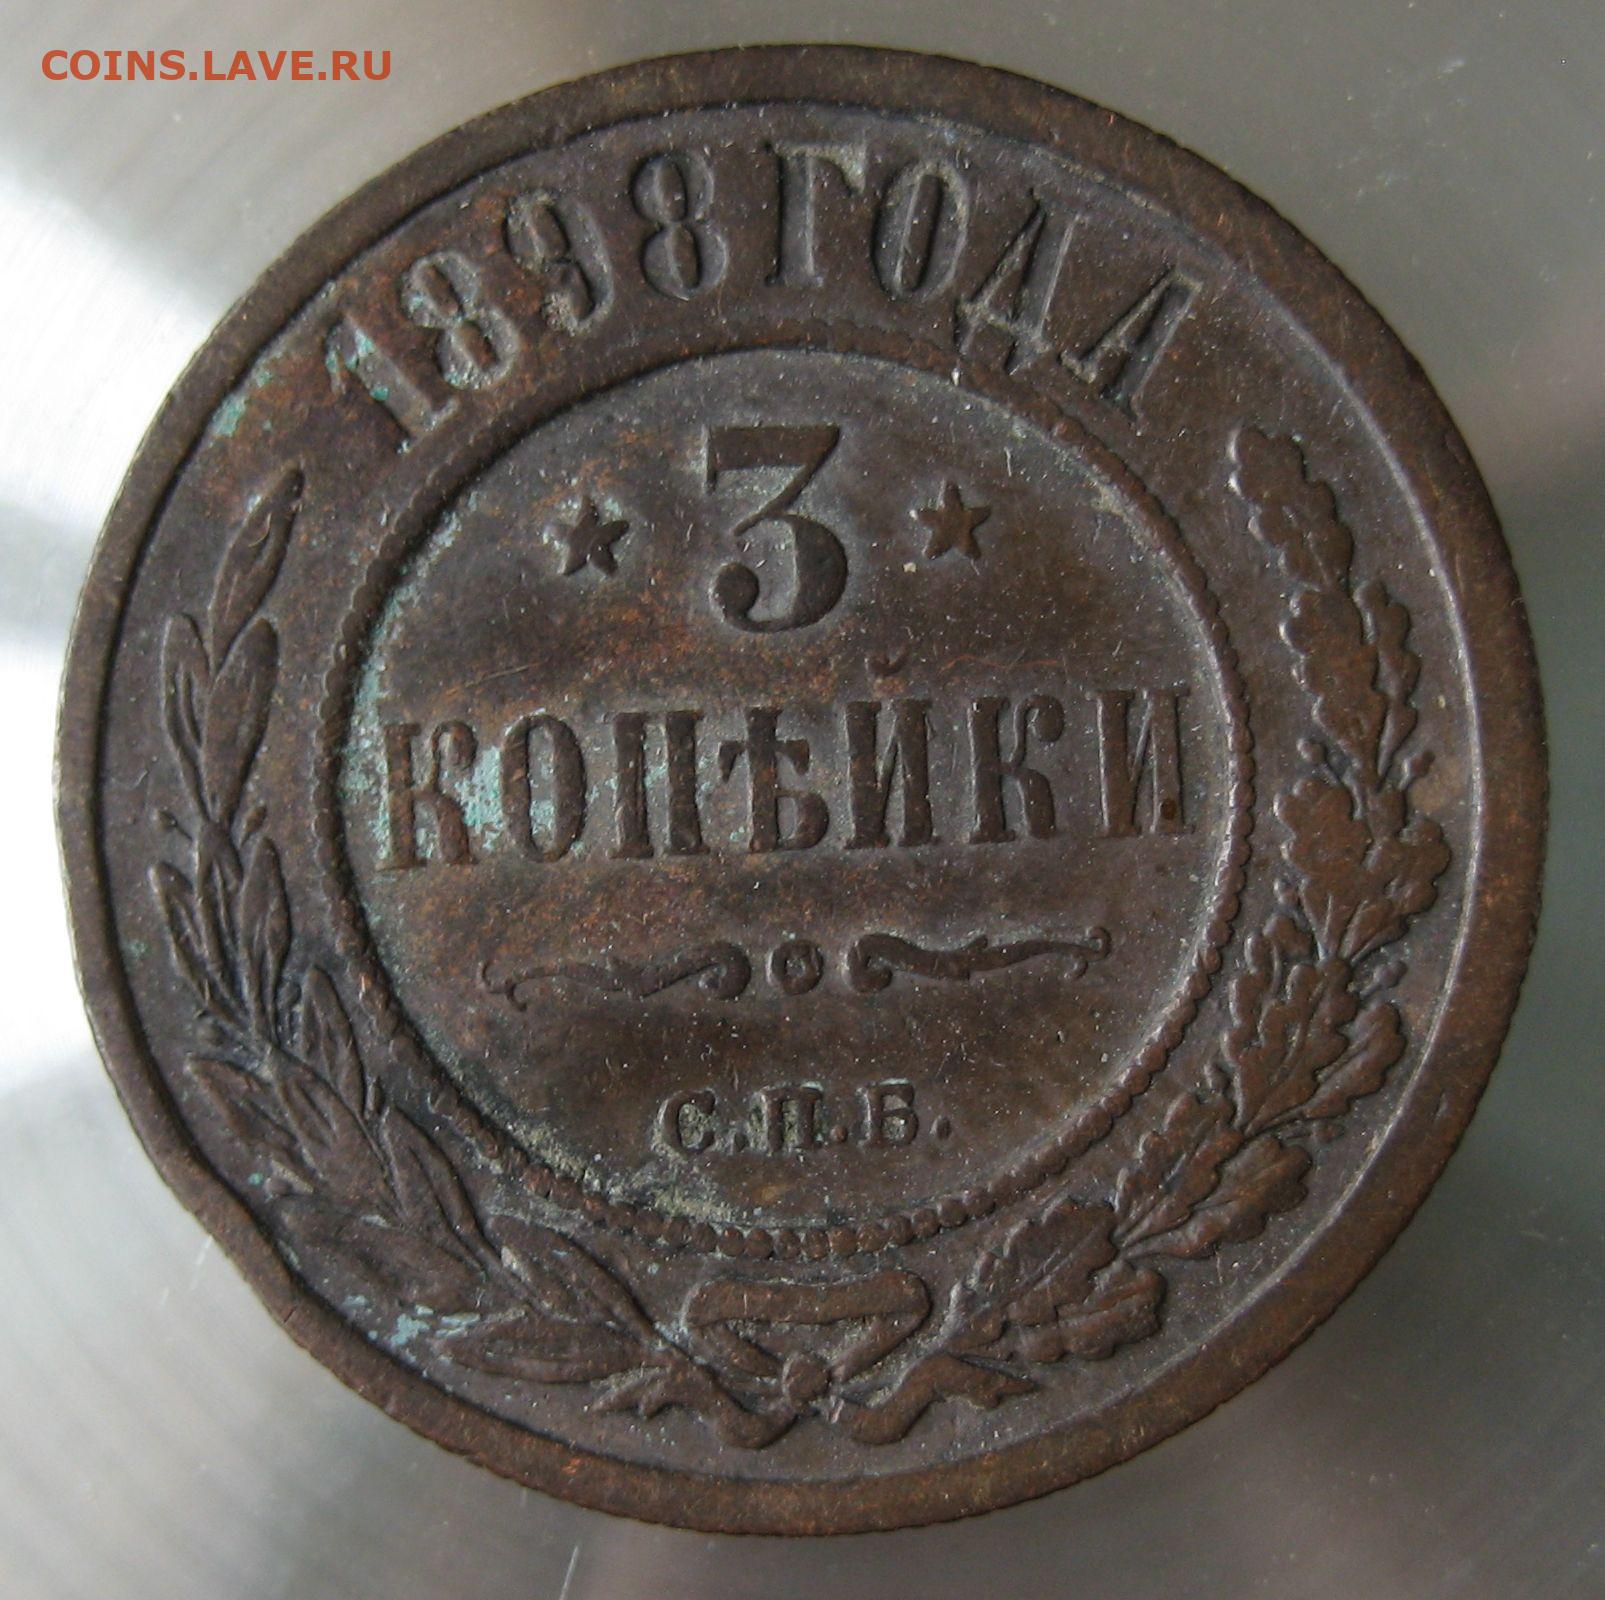 COINS.LAVE.RU
1898 ГОДА
3
КОПѢЙКИ
С.П.Б.